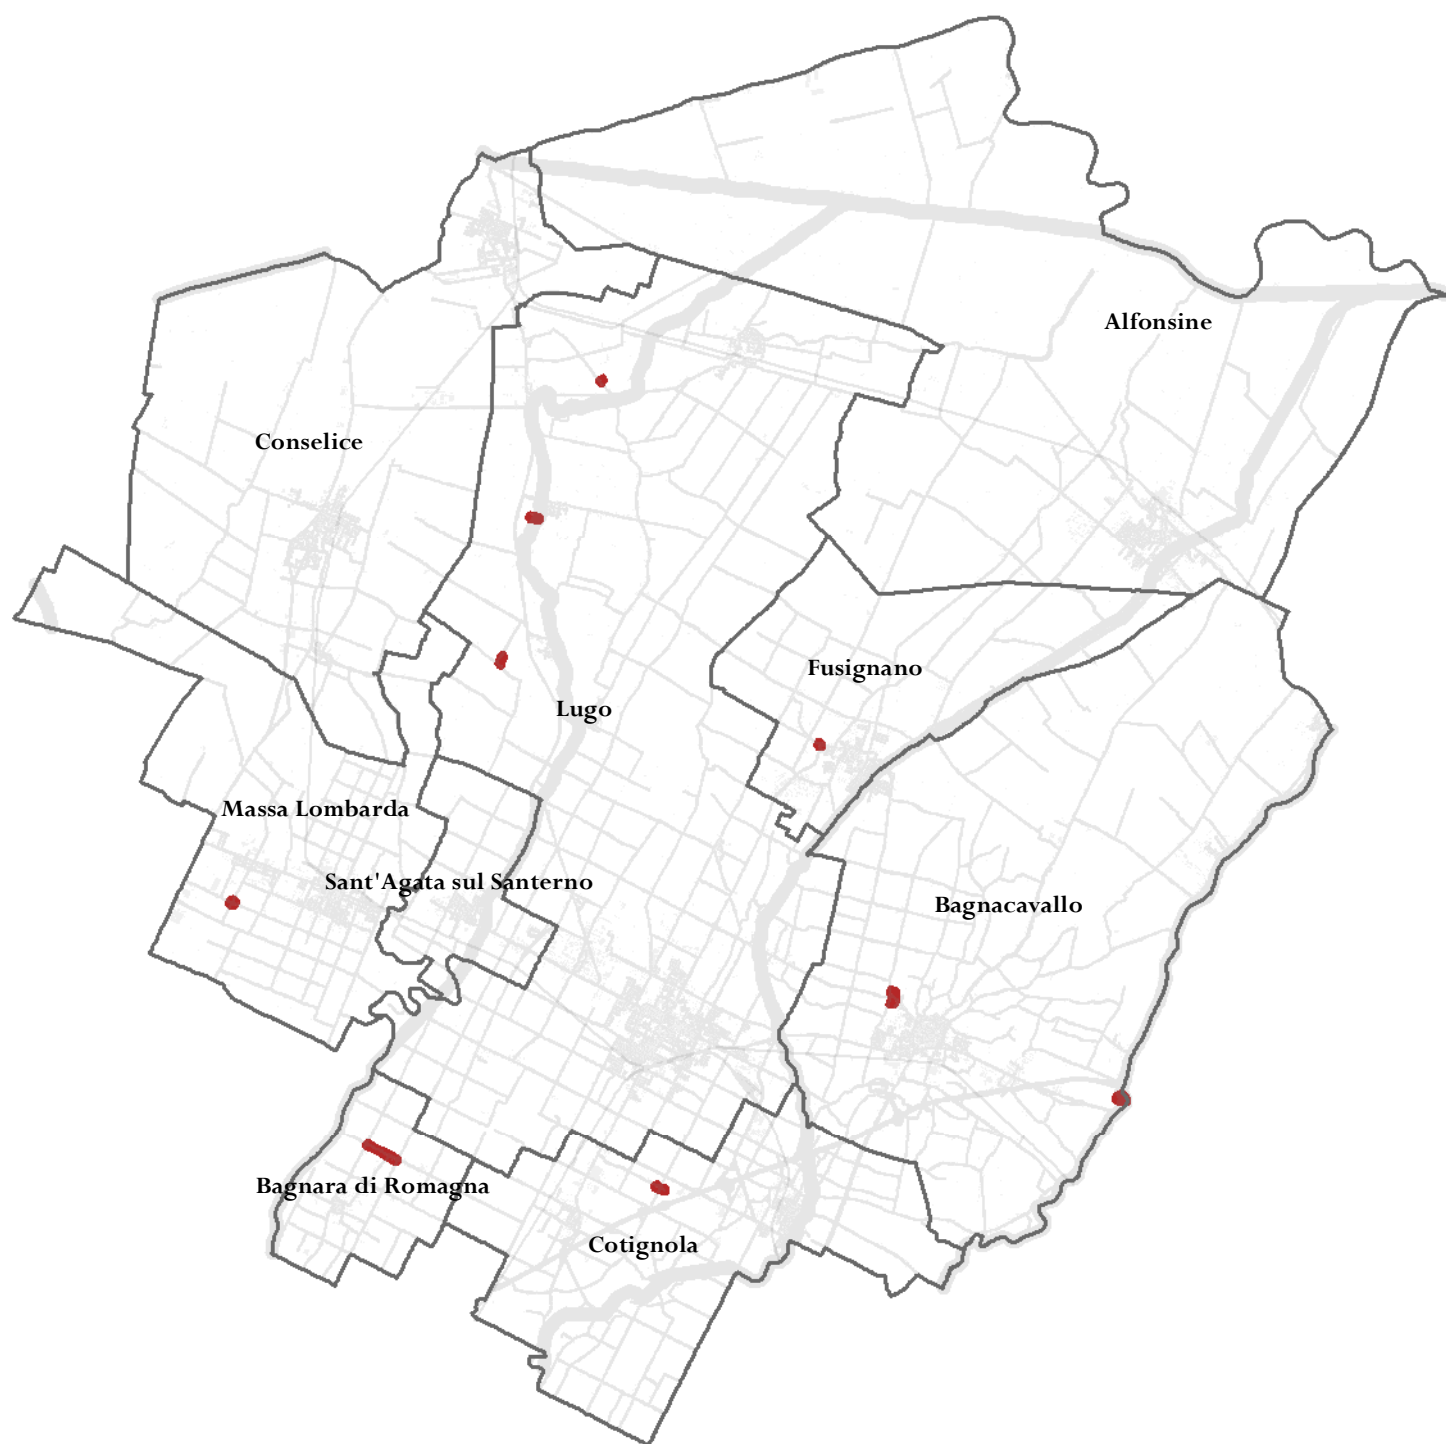 Alfonsine
Conselice
Fusignano
Lugo
Massa Lombarda
Sant'Agata sul Santerno
Bagnacavallo
Bagnara di Romagna
Cotignola